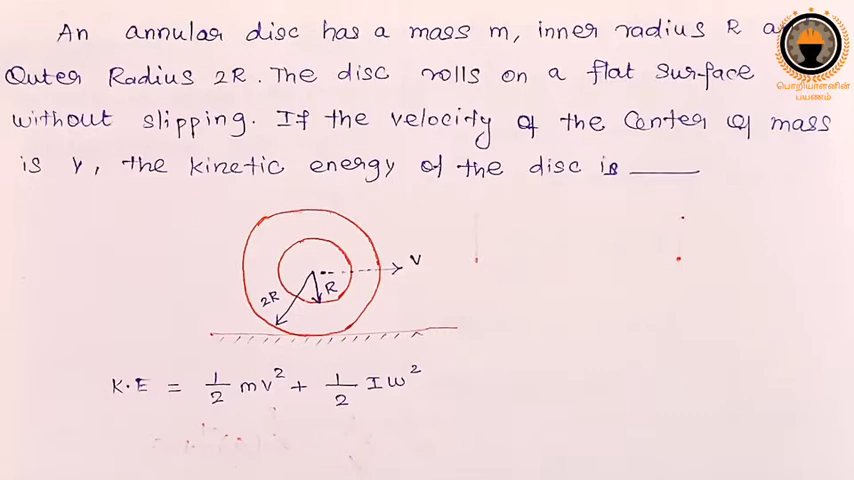 An annular disc has a mass m, inner radius R a
Outer Radius 2R. The disc rolls on a flat surface
without slipping. If the velocity of the center of mass
is v, the kinetic energy of the disc is ____
பொறியாளனின்
பயணம்
V
2R
R
K.E = 1/2 mv² + 1/2 Iω²